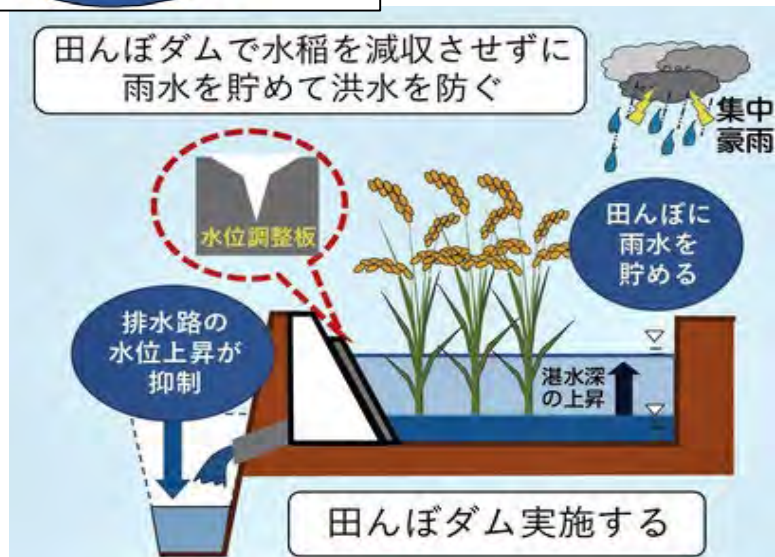 田んぼダムで水稲を減収させずに
雨水を貯めて洪水を防ぐ
集中
豪雨
水位調整板
田んぼに
雨水を
貯める
排水路の
水位上昇が
抑制
湛水深
の上昇
田んぼダム実施する